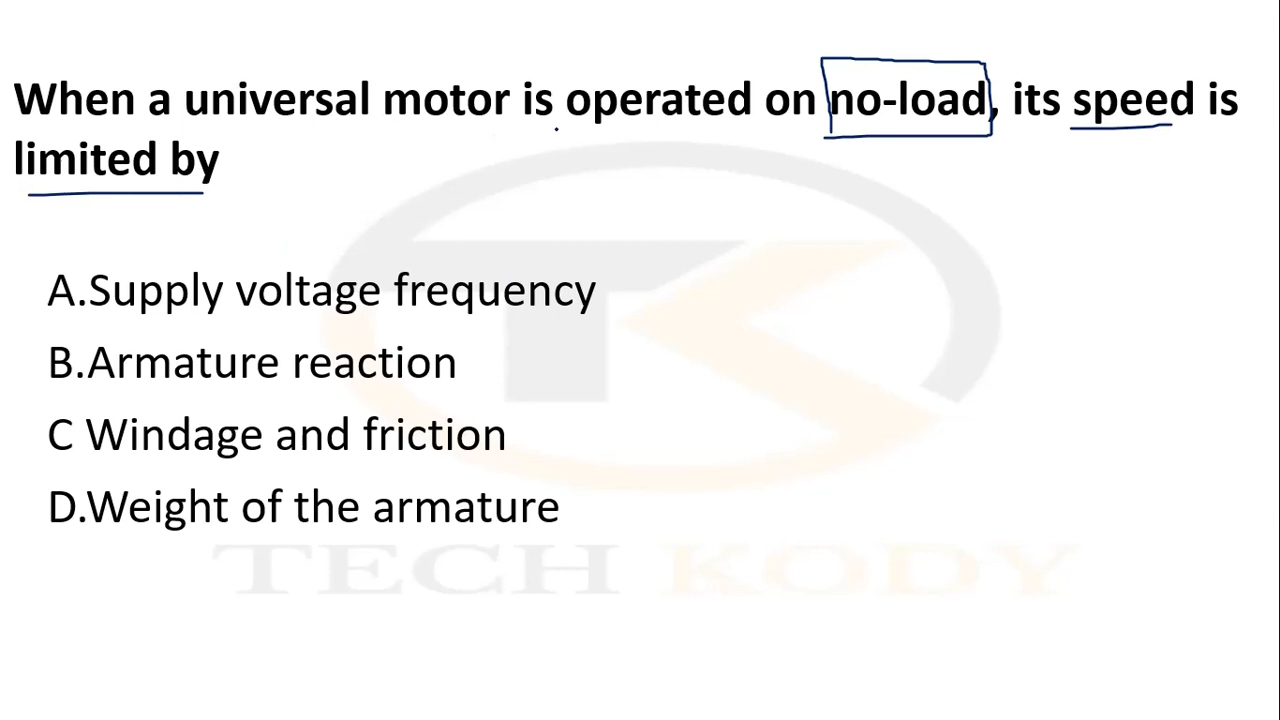 When a universal motor is operated on no-load, its speed is
limited by
A.Supply voltage frequency
B.Armature reaction
C Windage and friction
D.Weight of the armature
TECH KODY